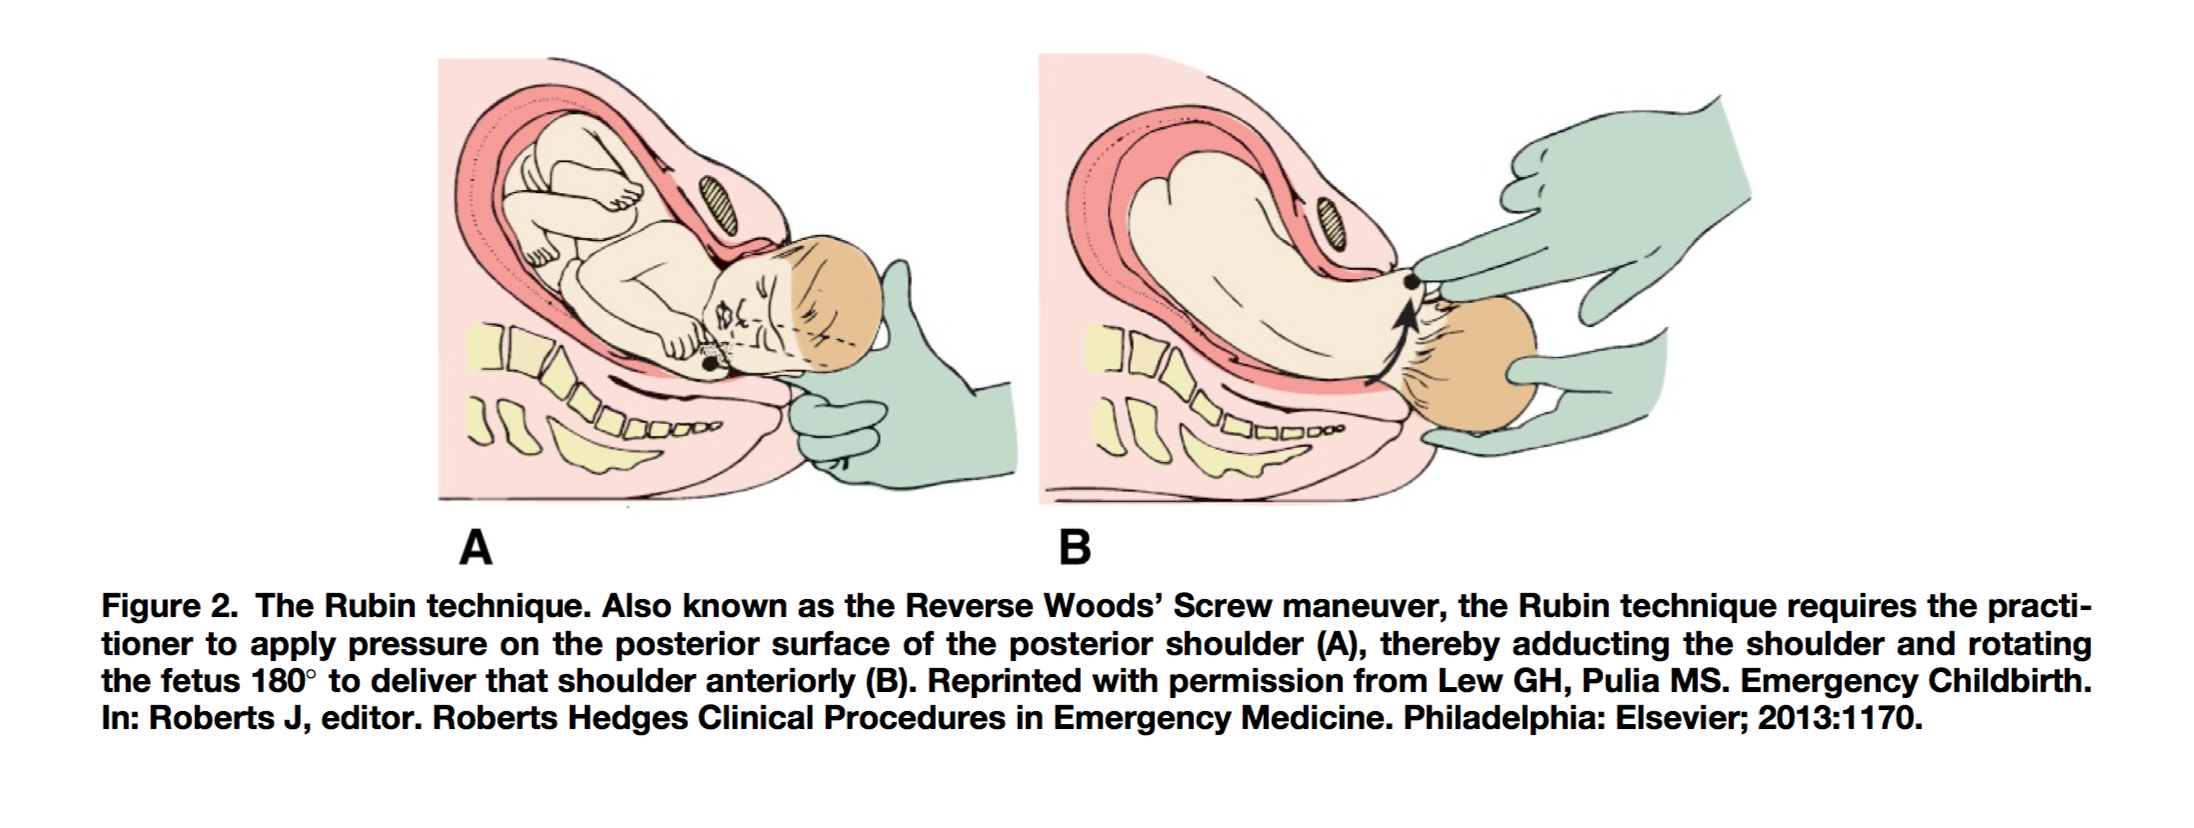 A
B
Figure 2. The Rubin technique. Also known as the Reverse Woods’ Screw maneuver, the Rubin technique requires the practi-
tioner to apply pressure on the posterior surface of the posterior shoulder (A), thereby adducting the shoulder and rotating
the fetus 180° to deliver that shoulder anteriorly (B). Reprinted with permission from Lew GH, Pulia MS. Emergency Childbirth.
In: Roberts J, editor. Roberts Hedges Clinical Procedures in Emergency Medicine. Philadelphia: Elsevier; 2013:1170.